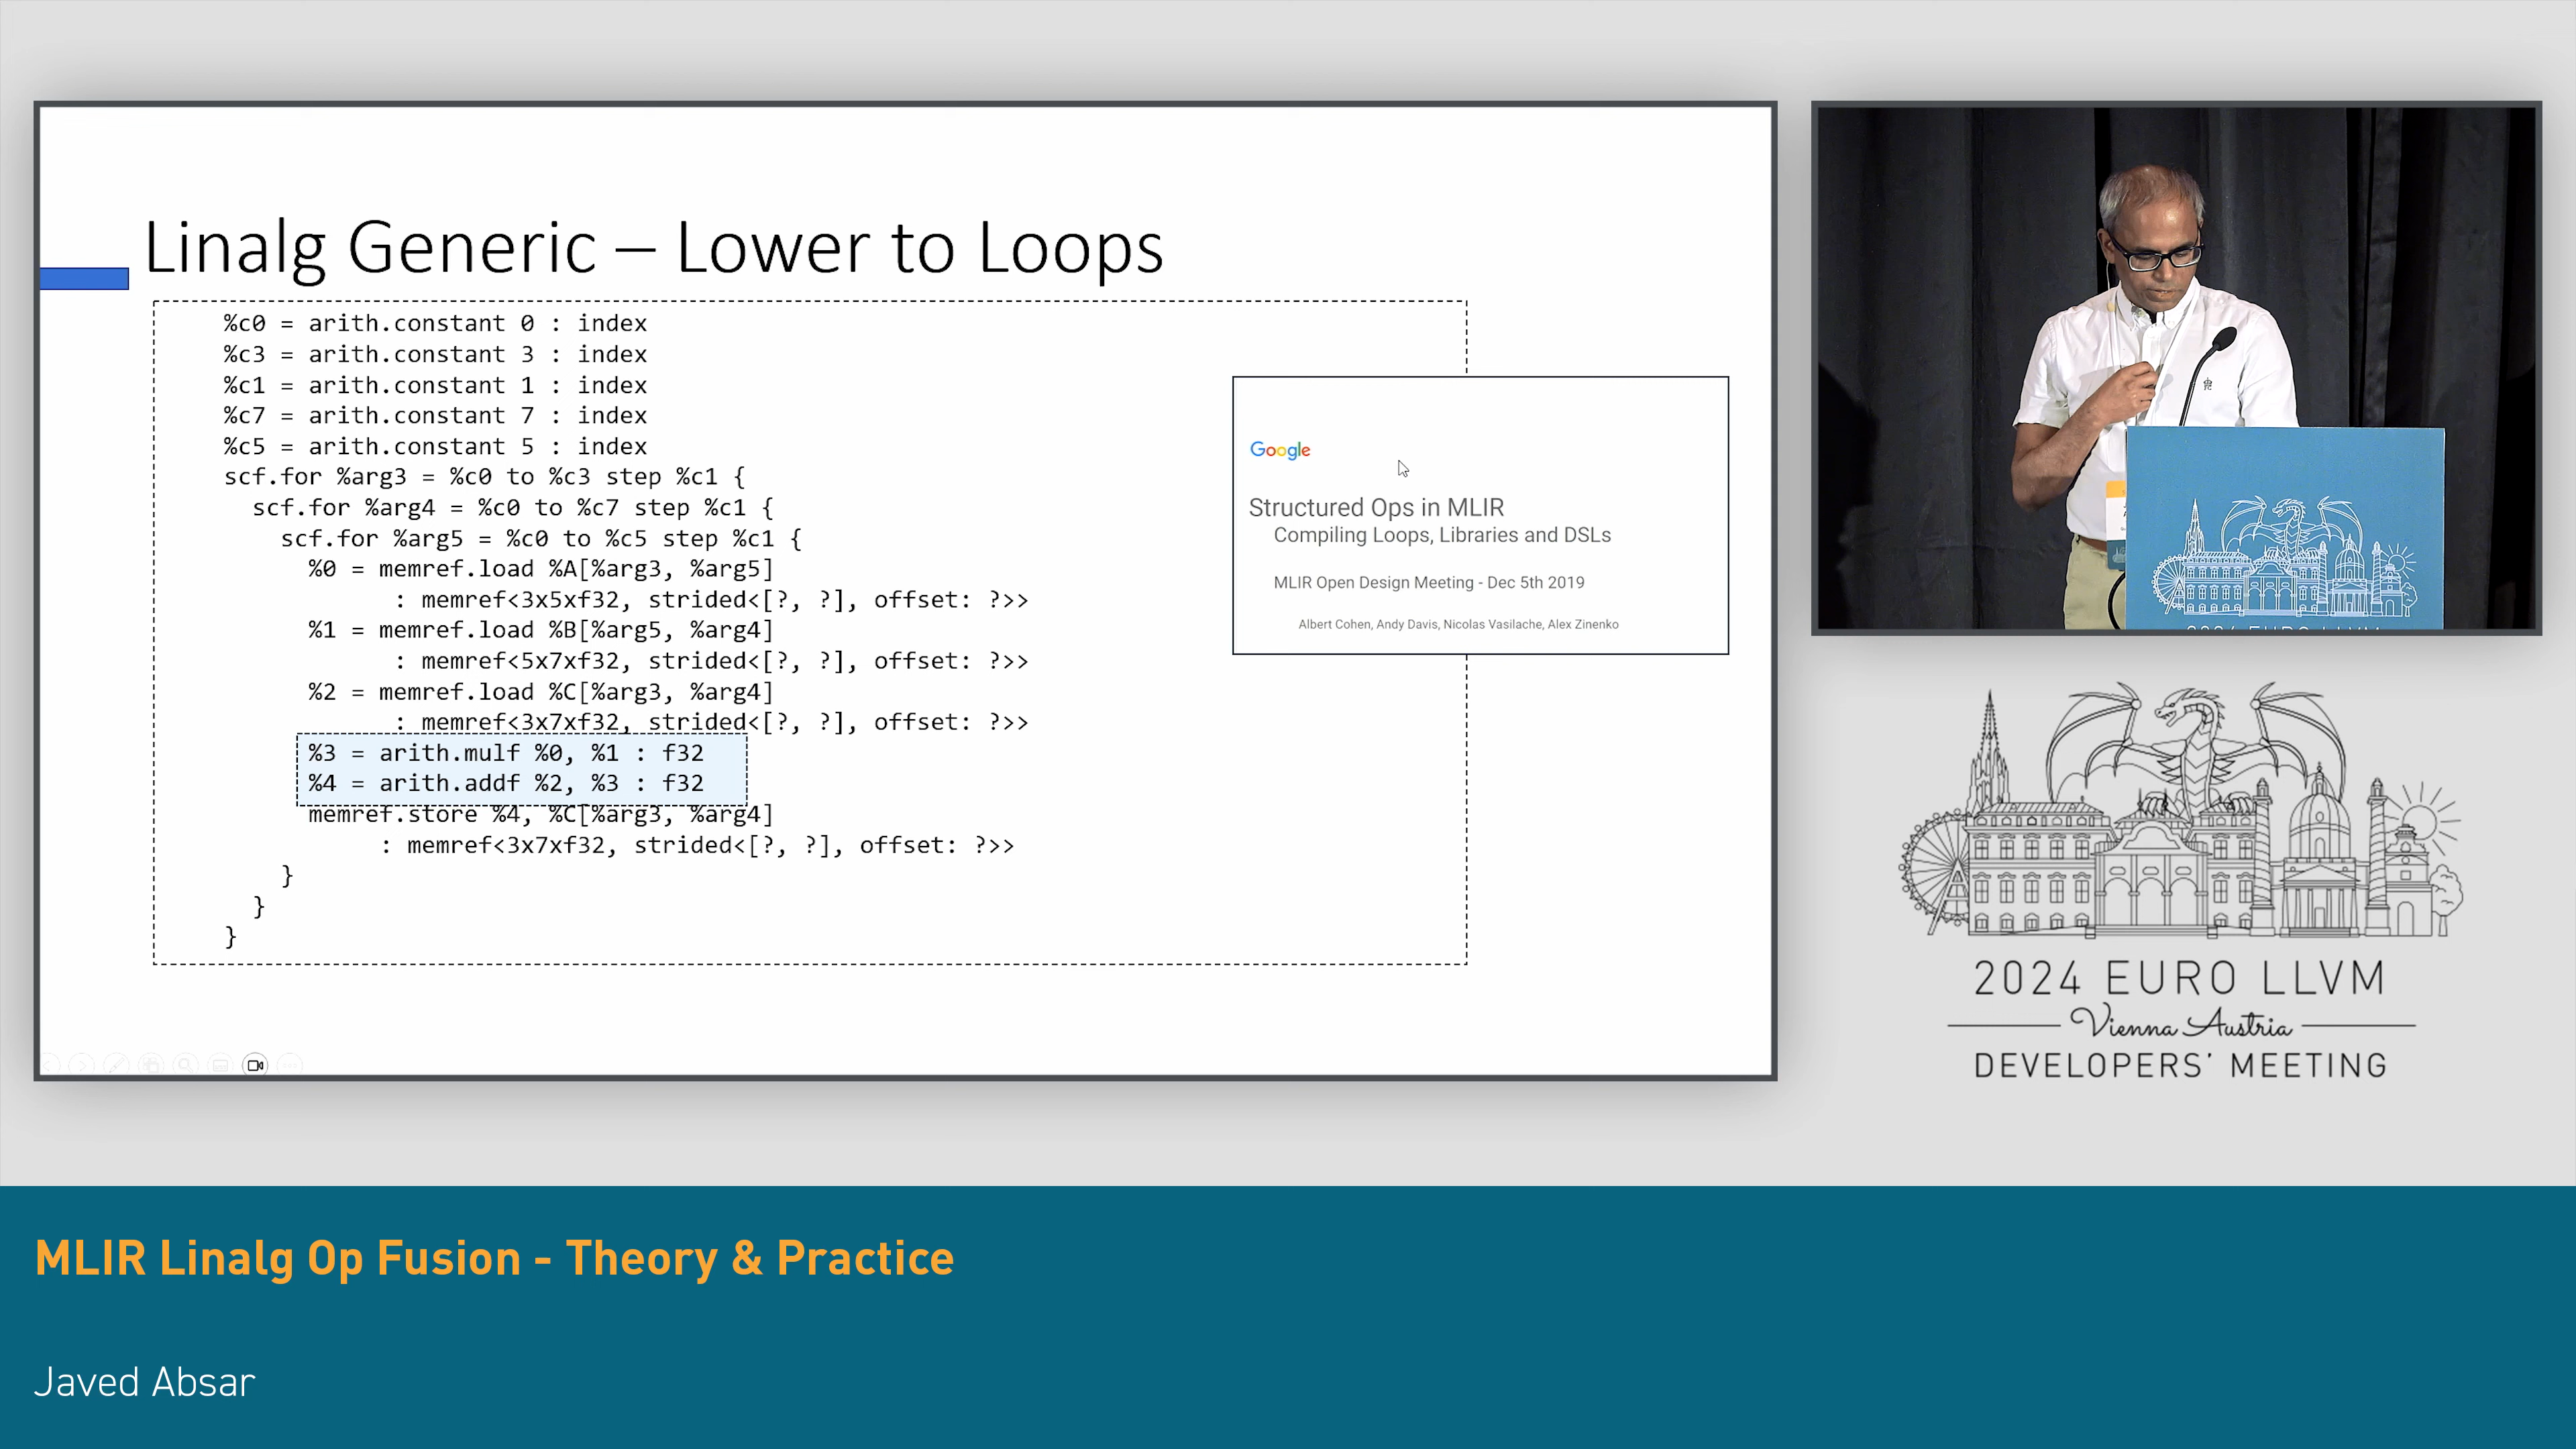 Linalg Generic – Lower to Loops
%c0 = arith.constant 0 : index
%c3 = arith.constant 3 : index
%c1 = arith.constant 1 : index
%c7 = arith.constant 7 : index
%c5 = arith.constant 5 : index
scf.for %arg3 = %c0 to %c3 step %c1 {
scf.for %arg4 = %c0 to %c7 step %c1 {
scf.for %arg5 = %c0 to %c5 step %c1 {
%0 = memref.load %A[%arg3, %arg5]
: memref<3x5xf32, strided<[?, ?], offset: ?>>
%1 = memref.load %B[%arg5, %arg4]
: memref<5x7xf32, strided<[?, ?], offset: ?>>
%2 = memref.load %C[%arg3, %arg4]
: memref<3x7xf32, strided<[?, ?], offset: ?>>
%3 = arith.mulf %0, %1 : f32
%4 = arith.addf %2, %3 : f32
memref.store %4, %C[%arg3, %arg4]
: memref<3x7xf32, strided<[?, ?], offset: ?>>
}
}
}
Google
Structured Ops in MLIR
Compiling Loops, Libraries and DSLs
MLIR Open Design Meeting - Dec 5th 2019
Albert Cohen, Andy Davis, Nicolas Vasilache, Alex Zinenko
2024 EURO LLVM
Vienna Austria
DEVELOPERS' MEETING
MLIR Linalg Op Fusion - Theory & Practice
Javed Absar